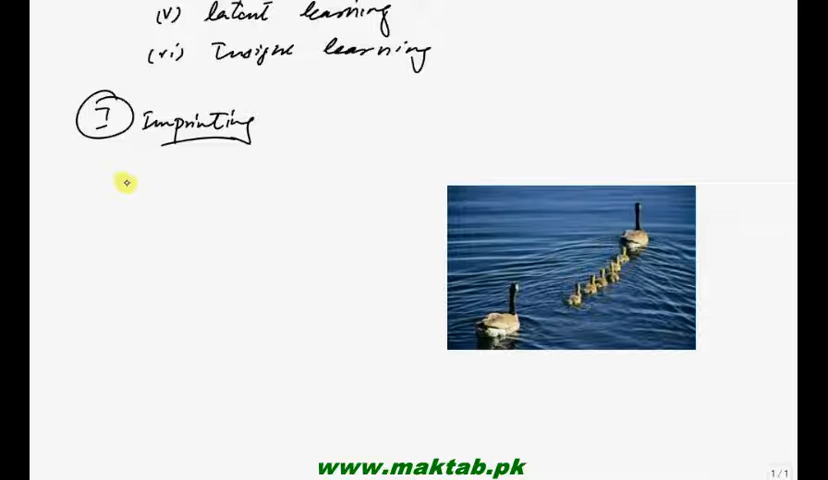 (v) latent learning
(vi) Insight learning
I Imprinting
www.maktab.pk
1/1